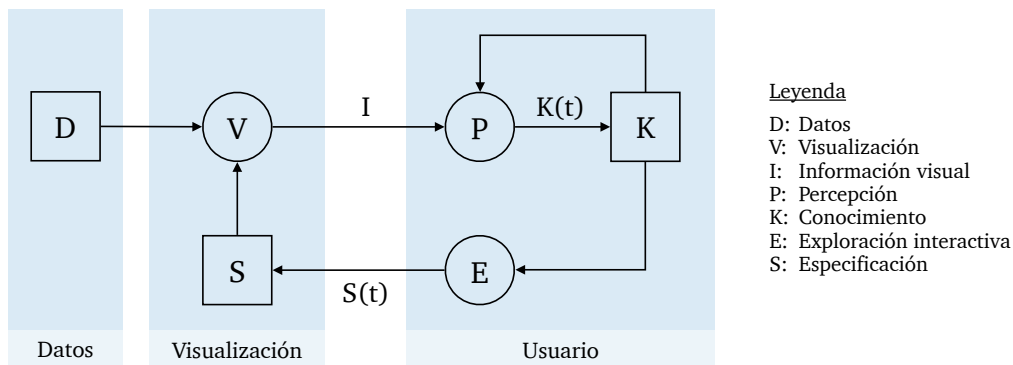 D
V
I
P
K(t)
K
S
S(t)
E
Datos
Visualización
Usuario
Leyenda
D: Datos
V: Visualización
I: Información visual
P: Percepción
K: Conocimiento
E: Exploración interactiva
S: Especificación